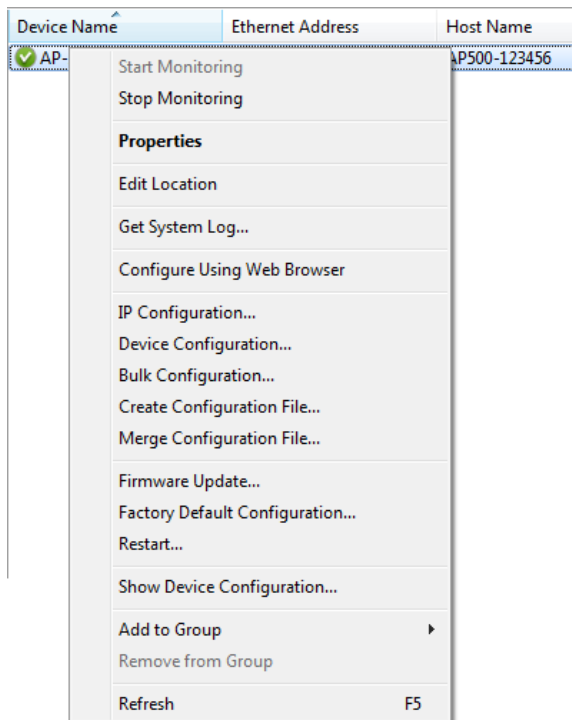 Device Name Ethernet Address Host Name
AP- AP500-123456
Start Monitoring
Stop Monitoring
Properties
Edit Location
Get System Log...
Configure Using Web Browser
IP Configuration...
Device Configuration...
Bulk Configuration...
Create Configuration File...
Merge Configuration File...
Firmware Update...
Factory Default Configuration...
Restart...
Show Device Configuration...
Add to Group
Remove from Group
Refresh F5